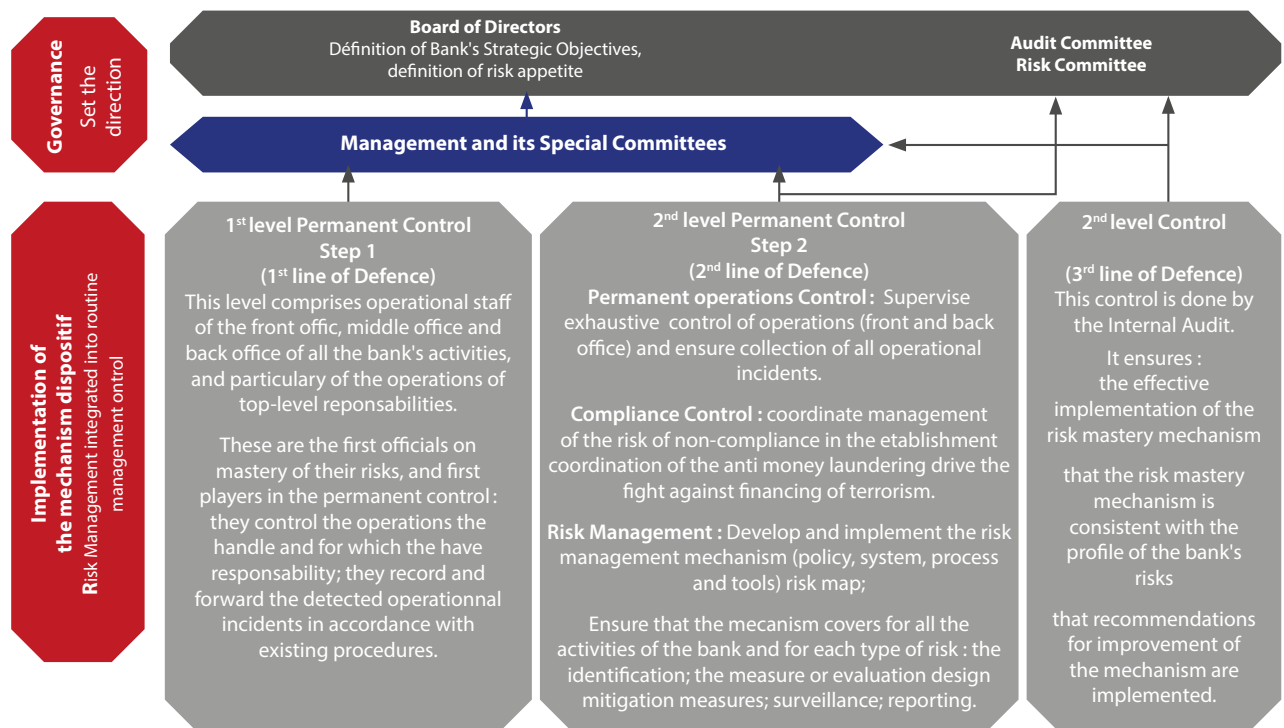 Governance
Set the
direction
Board of Directors
Définition of Bank's Strategic Objectives,
definition of risk appetite
Audit Committee
Risk Committee
Management and its Special Committees
Implementation of
the mechanism dispositif
Risk Management integrated into routine
management ontrol
1st level Permanent Control
Step 1
(1st line of Defence)
This level comprises operational staff
of the front offic, middle office and
back office of all the bank's activities,
and particulary of the operations of
top-level reponsabilities.
These are the first officials on
mastery of their risks, and first
players in the permanent control :
they control the operations the
handle and for which the have
responsability; they record and
forward the detected operationnal
incidents in accordance with
existing procedures.
2nd level Permanent Control
Step 2
(2nd line of Defence)
Permanent operations Control : Supervise
exhaustive control of operations (front and back
office) and ensure collection of all operational
incidents.
Compliance Control : coordinate management
of the risk of non-compliance in the etablishment
coordination of the anti money laundering drive the
fight against financing of terrorism.
Risk Management : Develop and implement the risk
management mechanism (policy, system, process
and tools) risk map;
Ensure that the mecanism covers for all the
activities of the bank and for each type of risk : the
identification; the measure or evaluation design
mitigation measures; surveillance; reporting.
2nd level Control
(3rd line of Defence)
This control is done by
the Internal Audit.
It ensures :
the effective
implementation of the
risk mastery mechanism
that the risk mastery
mechanism is
consistent with the
profile of the bank's
risks
that recommendations
for improvement of
the mechanism are
implemented.